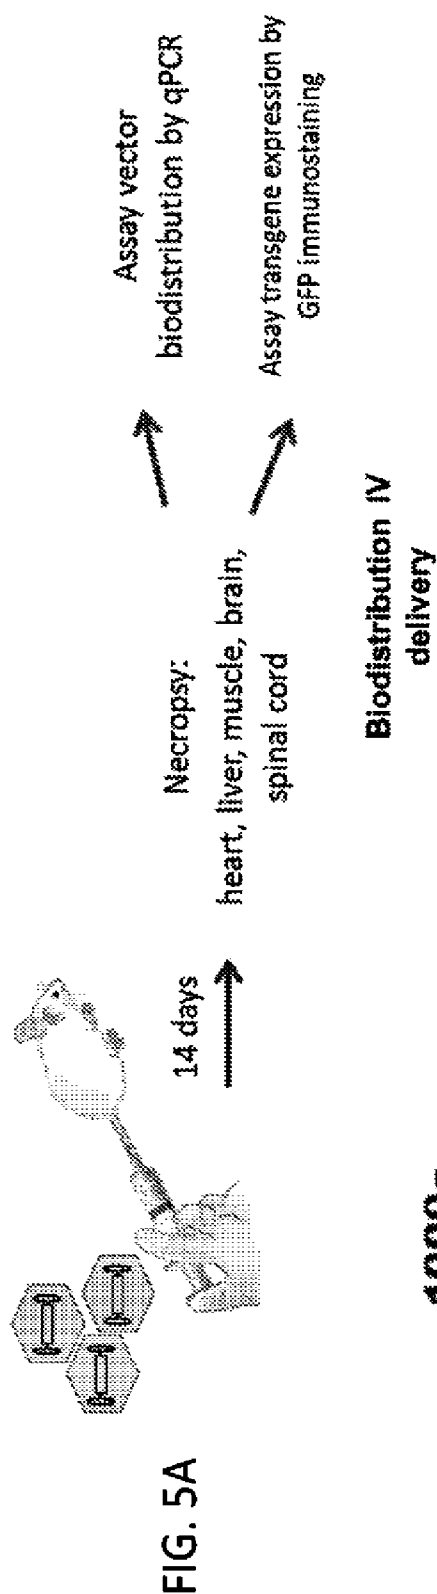 FIG. 5A
14 days
Necropsy:
heart, liver, muscle, brain,
spinal cord
Assay vector
biodistribution by qPCR
Assay transgene expression by
GFP immunostaining
Biodistribution IV
delivery